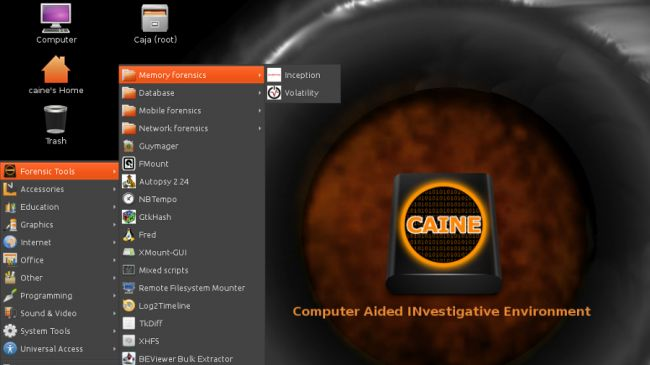 Computer
Caja (root)
caine's Home
Trash
Forensic Tools
Accessories
Education
Graphics
Internet
Office
Other
Programming
Sound & Video
System Tools
Universal Access
Memory forensics
Database
Mobile forensics
Network forensics
Guymager
FMount
Autopsy 2.24
NBTempo
GtkHash
Fred
XMount-GUI
Mixed scripts
Remote Filesystem Mounter
Log2Timeline
TkDiff
XHFS
BEViewer Bulk Extractor
Inception
Volatility
CAINE
Computer Aided INvestigative Environment